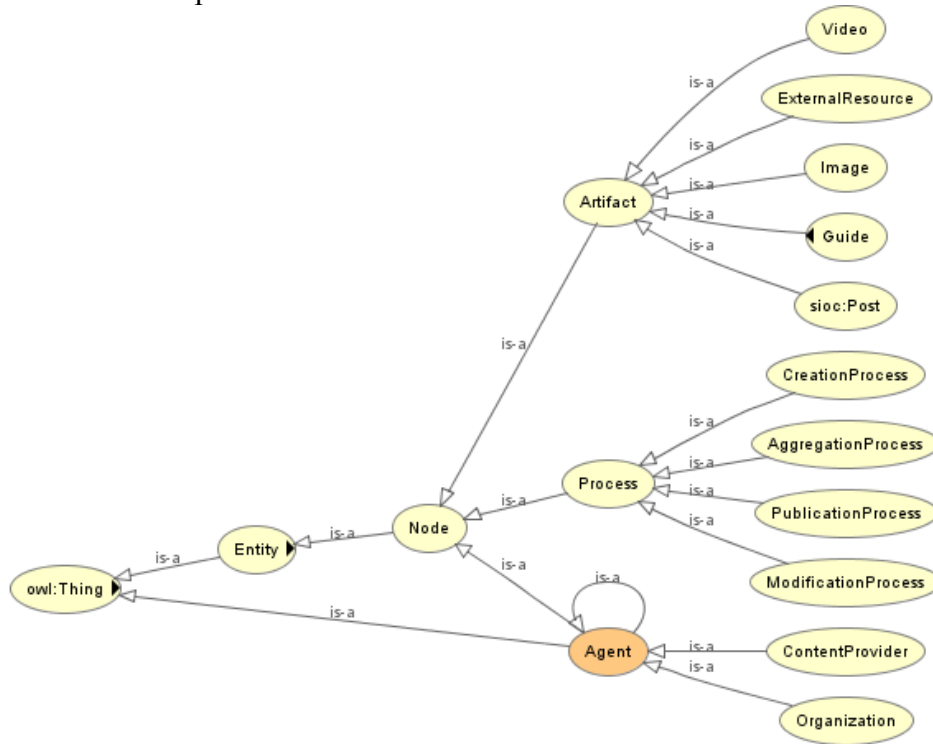 Video
is-a
ExternalResource
is-a
Image
is-a
Artifact
is-a
Guide
is-a
sioc:Post
is-a
CreationProcess
is-a
AggregationProcess
is-a
Process
is-a
PublicationProcess
is-a
is-a
Node
is-a
Entity
is-a
ModificationProcess
is-a
owl:Thing
is-a
is-a
is-a
Agent
is-a
ContentProvider
is-a
Organization